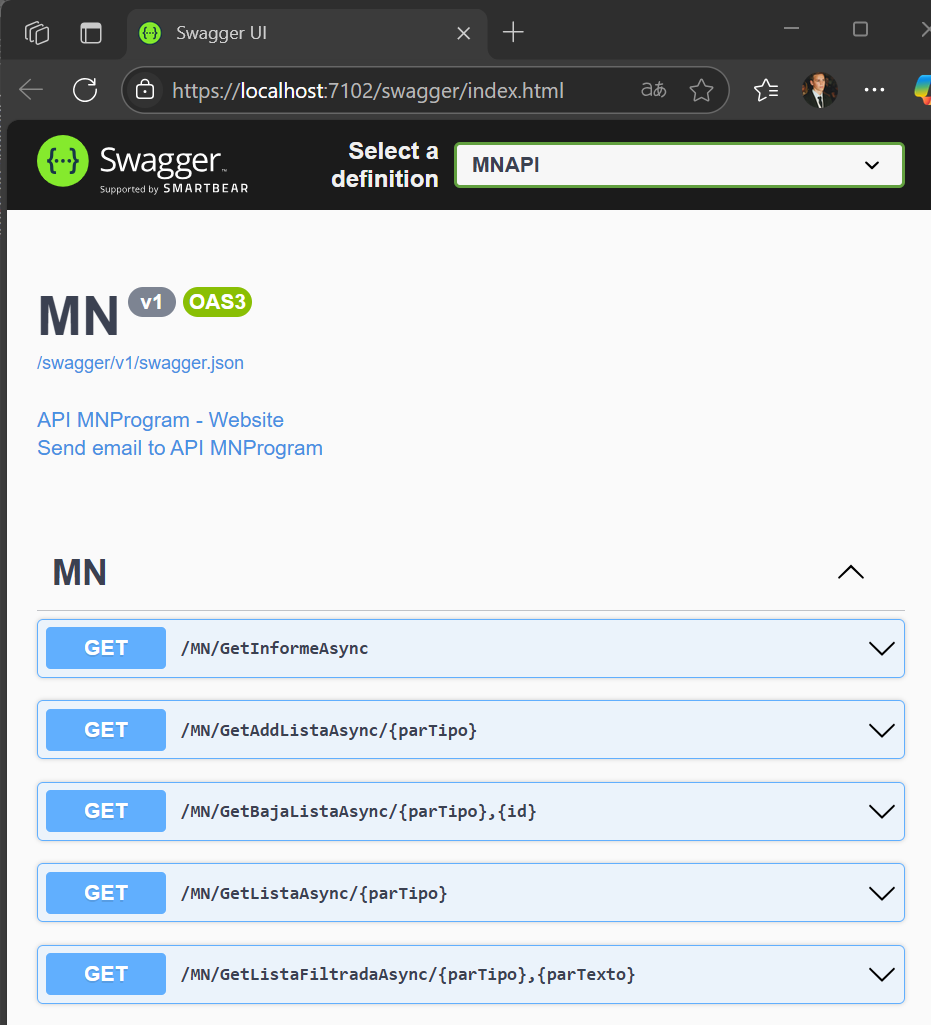 Swagger UI
https://localhost:7102/swagger/index.html
aあ
Swagger™
Supported by SMARTBEAR
Select a
definition
MNAPI
MN v1 OAS3
/swagger/v1/swagger.json
API MNProgram - Website
Send email to API MNProgram
MN
GET /MN/GetInformeAsync
GET /MN/GetAddListaAsync/{parTipo}
GET /MN/GetBajaListaAsync/{parTipo},{id}
GET /MN/GetListaAsync/{parTipo}
GET /MN/GetListaFiltradaAsync/{parTipo},{parTexto}